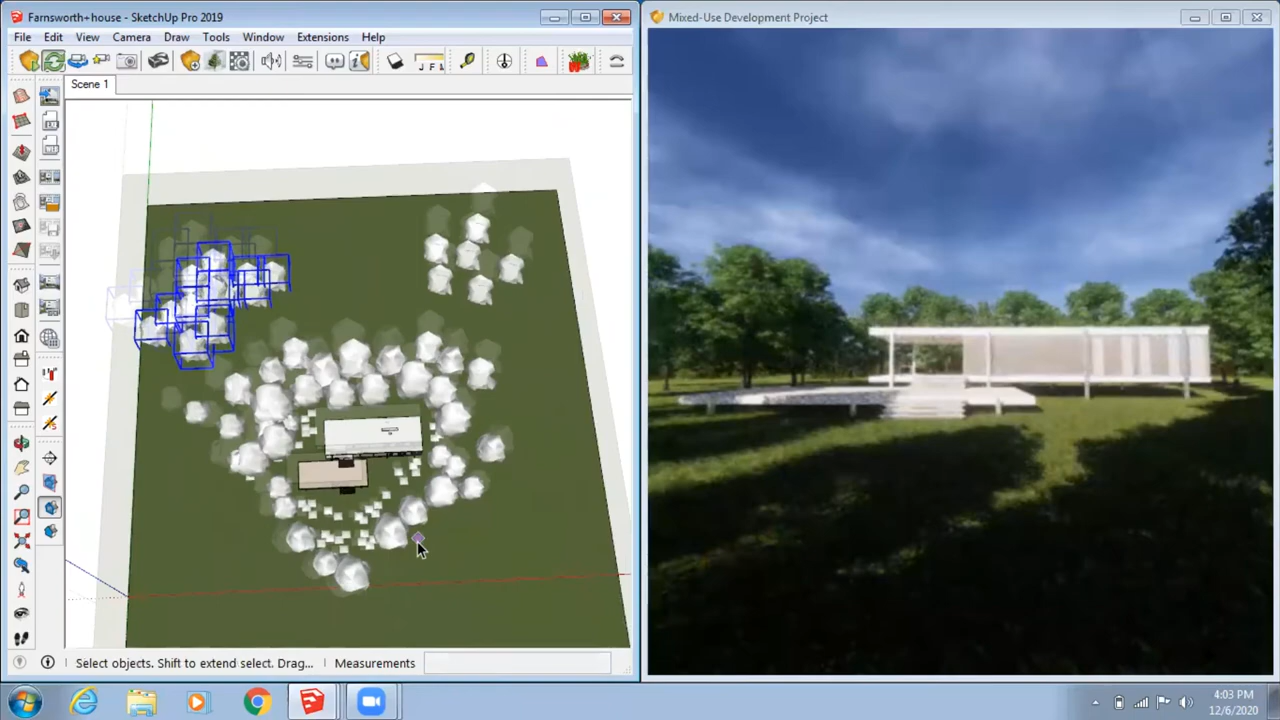 Farnsworth+house - SketchUp Pro 2019
File Edit View Camera Draw Tools Window Extensions Help
Scene 1
Select objects. Shift to extend select. Drag...
Measurements
Mixed-Use Development Project
4:03 PM
12/6/2020